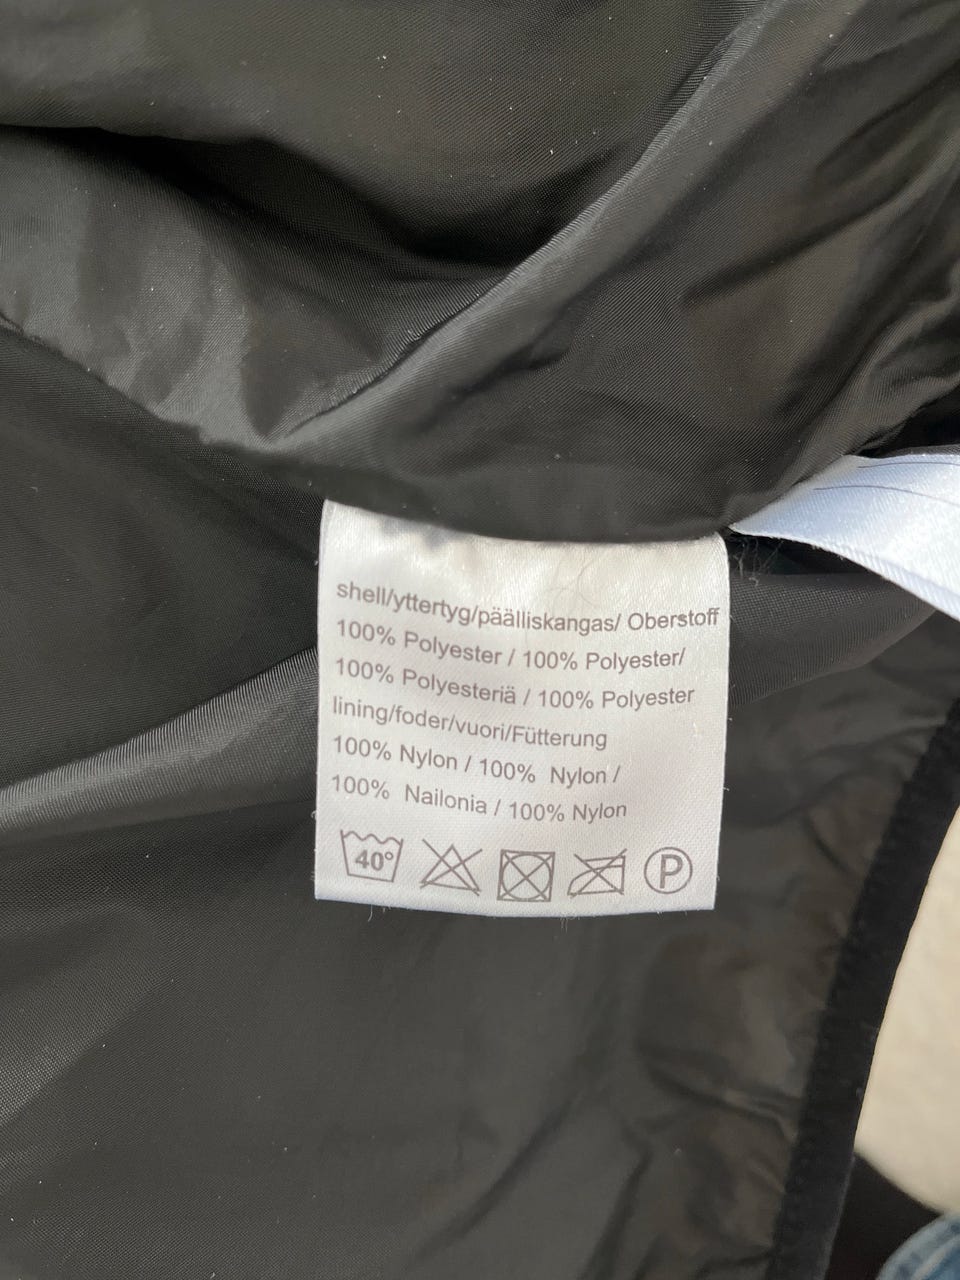 shell/yttertyg/päälliskangas/ Oberstoff
100% Polyester / 100% Polyester/
100% Polyesteriä / 100% Polyester
lining/foder/vuori/Fütterung
100% Nylon / 100% Nylon /
100% Nailonia / 100% Nylon
40° P